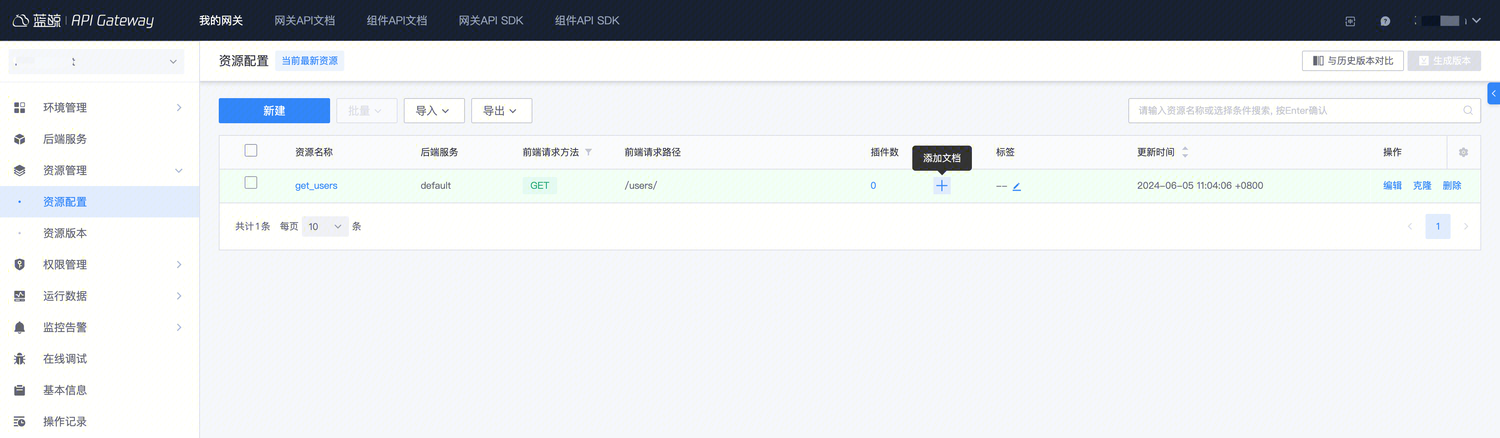 蓝鲸 API Gateway 我的网关 网关API文档 组件API文档 网关API SDK 组件API SDK
资源配置 当前最新资源 与历史版本对比 生成版本
环境管理
后端服务
资源管理
资源配置
资源版本
权限管理
运行数据
监控告警
在线调试
基本信息
操作记录
新建 批量 导入 导出 请输入资源名称或选择条件搜索, 按Enter确认
资源名称 后端服务 前端请求方法 前端请求路径 插件数 添加文档 标签 更新时间 操作
get_users default GET /users/ 0 -- 2024-06-05 11:04:06 +0800 编辑 克隆 删除
共计1条 每页 10 条 1